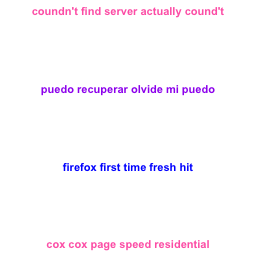 coundn't find server actually cound't
puedo recuperar olvide mi puedo
firefox first time fresh hit
cox cox page speed residential